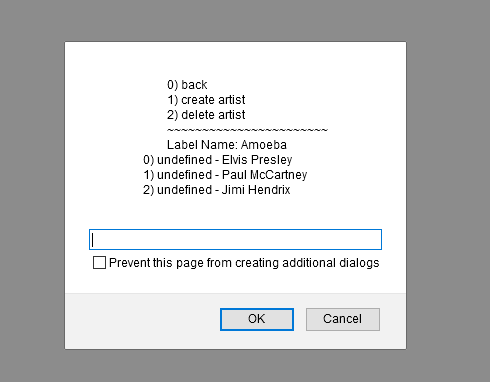 0) back
1) create artist
2) delete artist
~~~~~~~~~~~~~~~~~~~~~~~
Label Name: Amoeba
0) undefined - Elvis Presley
1) undefined - Paul McCartney
2) undefined - Jimi Hendrix
Prevent this page from creating additional dialogs
OK Cancel